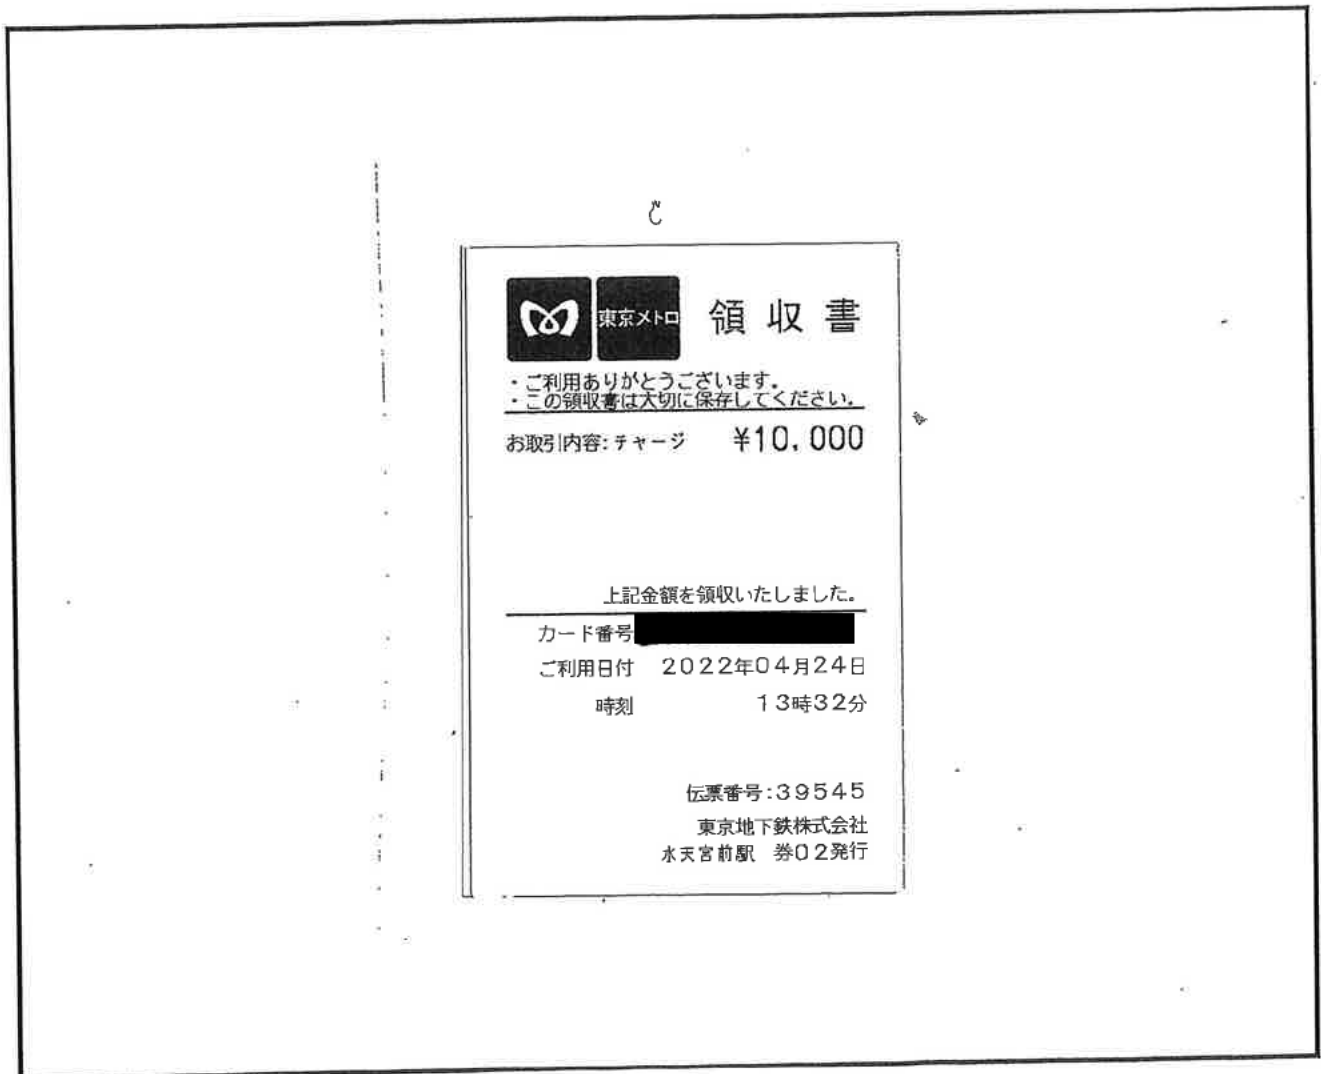 東京メトロ 領収書
・ご利用ありがとうございます。
・この領収書は大切に保存してください。
お取引内容:チャージ ¥10,000
上記金額を領収いたしました。
カード番号
ご利用日付 2022年04月24日
時刻 13時32分
伝票番号:39545
東京地下鉄株式会社
水天宮前駅 券02発行